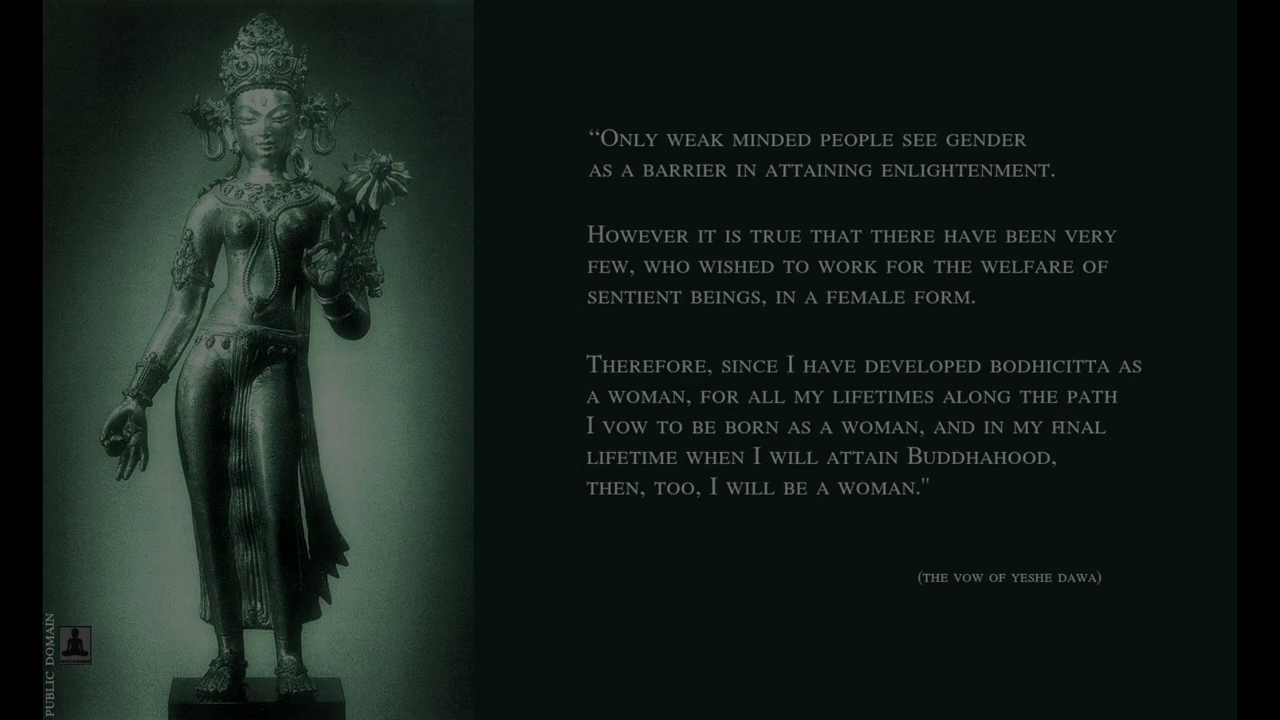 “Only weak minded people see gender
as a barrier in attaining enlightenment.
However it is true that there have been very
few, who wished to work for the welfare of
sentient beings, in a female form.
Therefore, since I have developed bodhicitta as
a woman, for all my lifetimes along the path
I vow to be born as a woman, and in my final
lifetime when I will attain Buddhahood,
then, too, I will be a woman."
(the vow of yeshe dawa)
PUBLIC DOMAIN